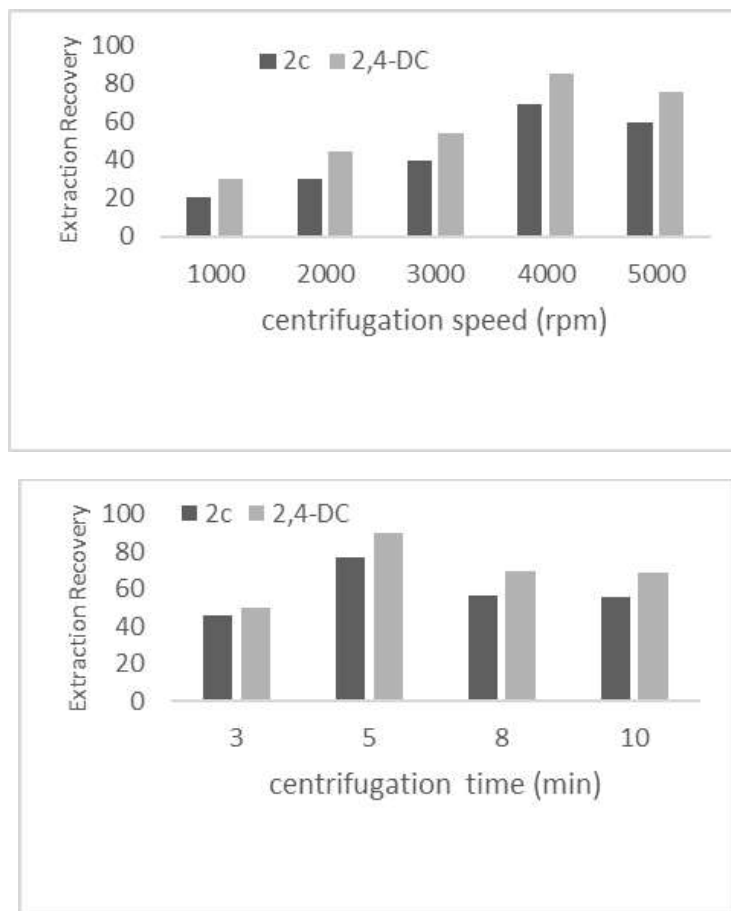 100
2c 2,4-DC
80
60
40
20
0
Extraction Recovery
1000 2000 3000 4000 5000
centrifugation speed (rpm)
100
2c 2,4-DC
80
60
40
20
0
Extraction Recovery
3 5 8 10
centrifugation time (min)